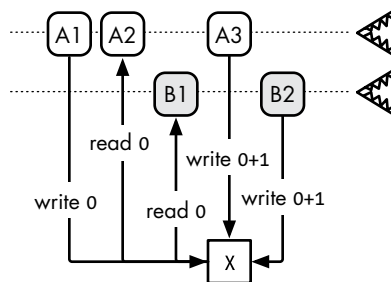 A1 A2 A3
B1 B2
read 0
write 0+1
write 0 read 0 write 0+1
X